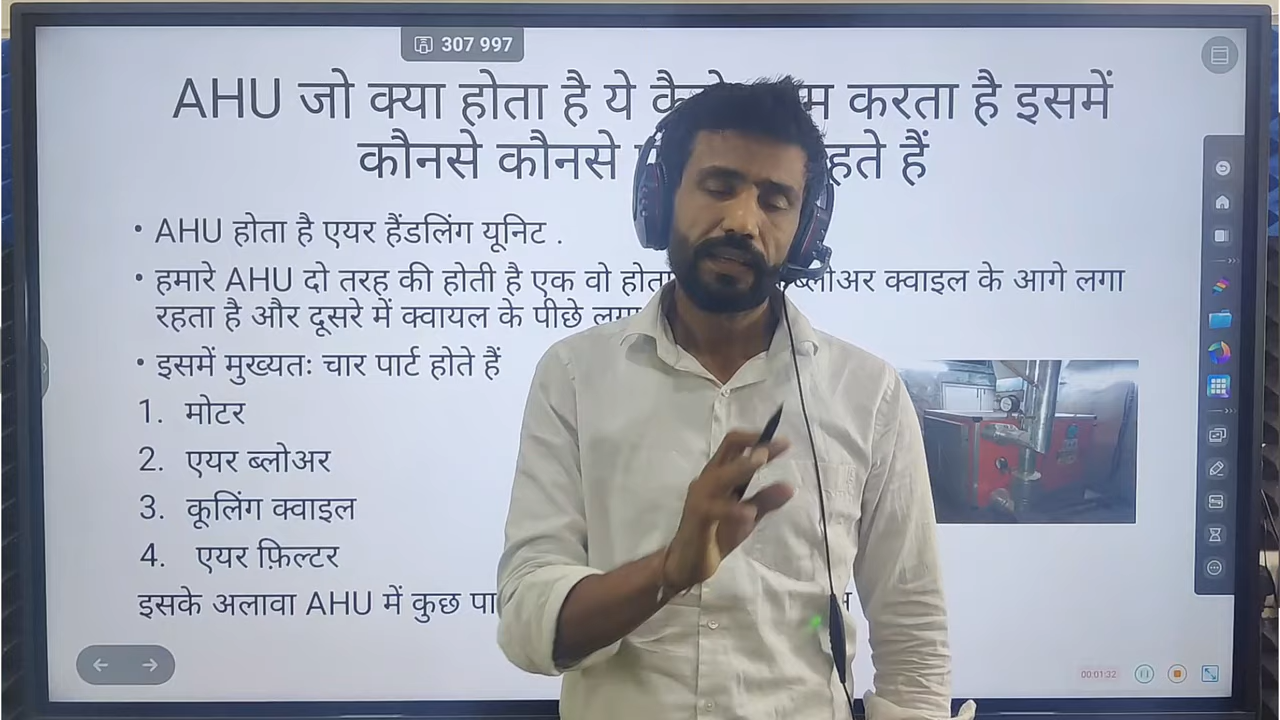 307 997
AHU जो क्या होता है ये करता है इसमें
कौनसे कौनसे हते हैं
• AHU होता है एयर हैंडलिंग यूनिट .
• हमारे AHU दो तरह की होती है एक वो ब्लोअर क्वाइल के आगे लगा
रहता है और दूसरे में क्वायल के पीछे
• इसमें मुख्यतः चार पार्ट होते हैं
1. मोटर
2. एयर ब्लोअर
3. कूलिंग क्वाइल
4. एयर फ़िल्टर
इसके अलावा AHU में कुछ
00:01:32